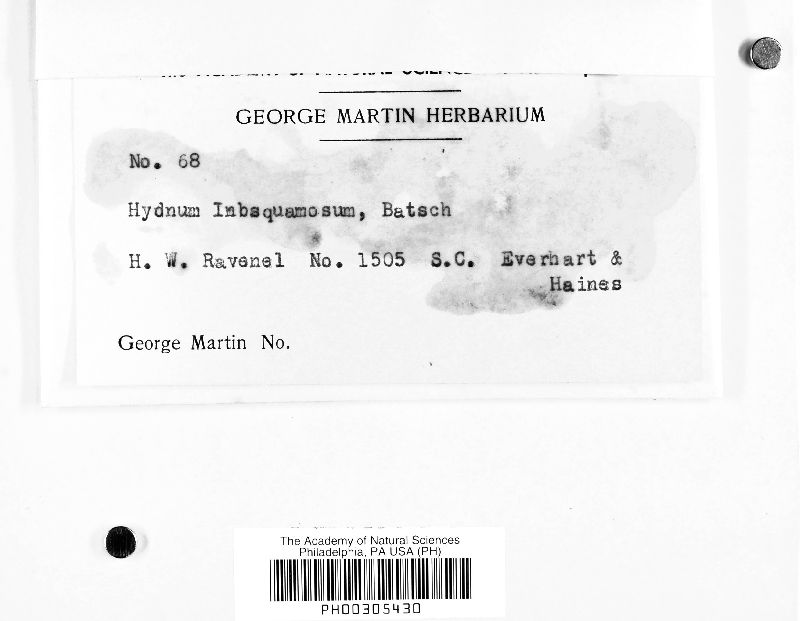 GEORGE MARTIN HERBARIUM
No. 68
Hydnum Inbsquamosum, Batsch
H. W. Ravenel No. 1505 S.C. Everhart &
Haines
George Martin No.
The Academy of Natural Sciences
Philadelphia, PA USA (PH)
PH00305430